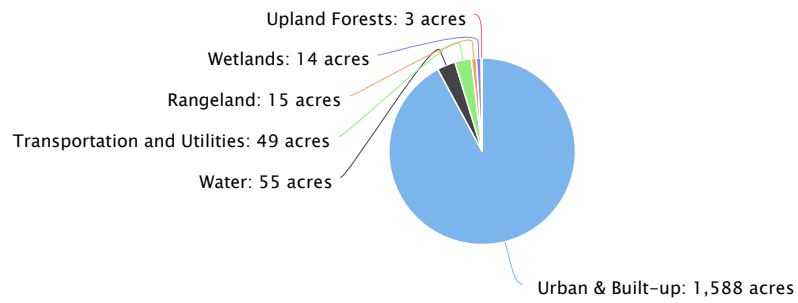 Upland Forests: 3 acres
Wetlands: 14 acres
Rangeland: 15 acres
Transportation and Utilities: 49 acres
Water: 55 acres
Urban & Built-up: 1,588 acres